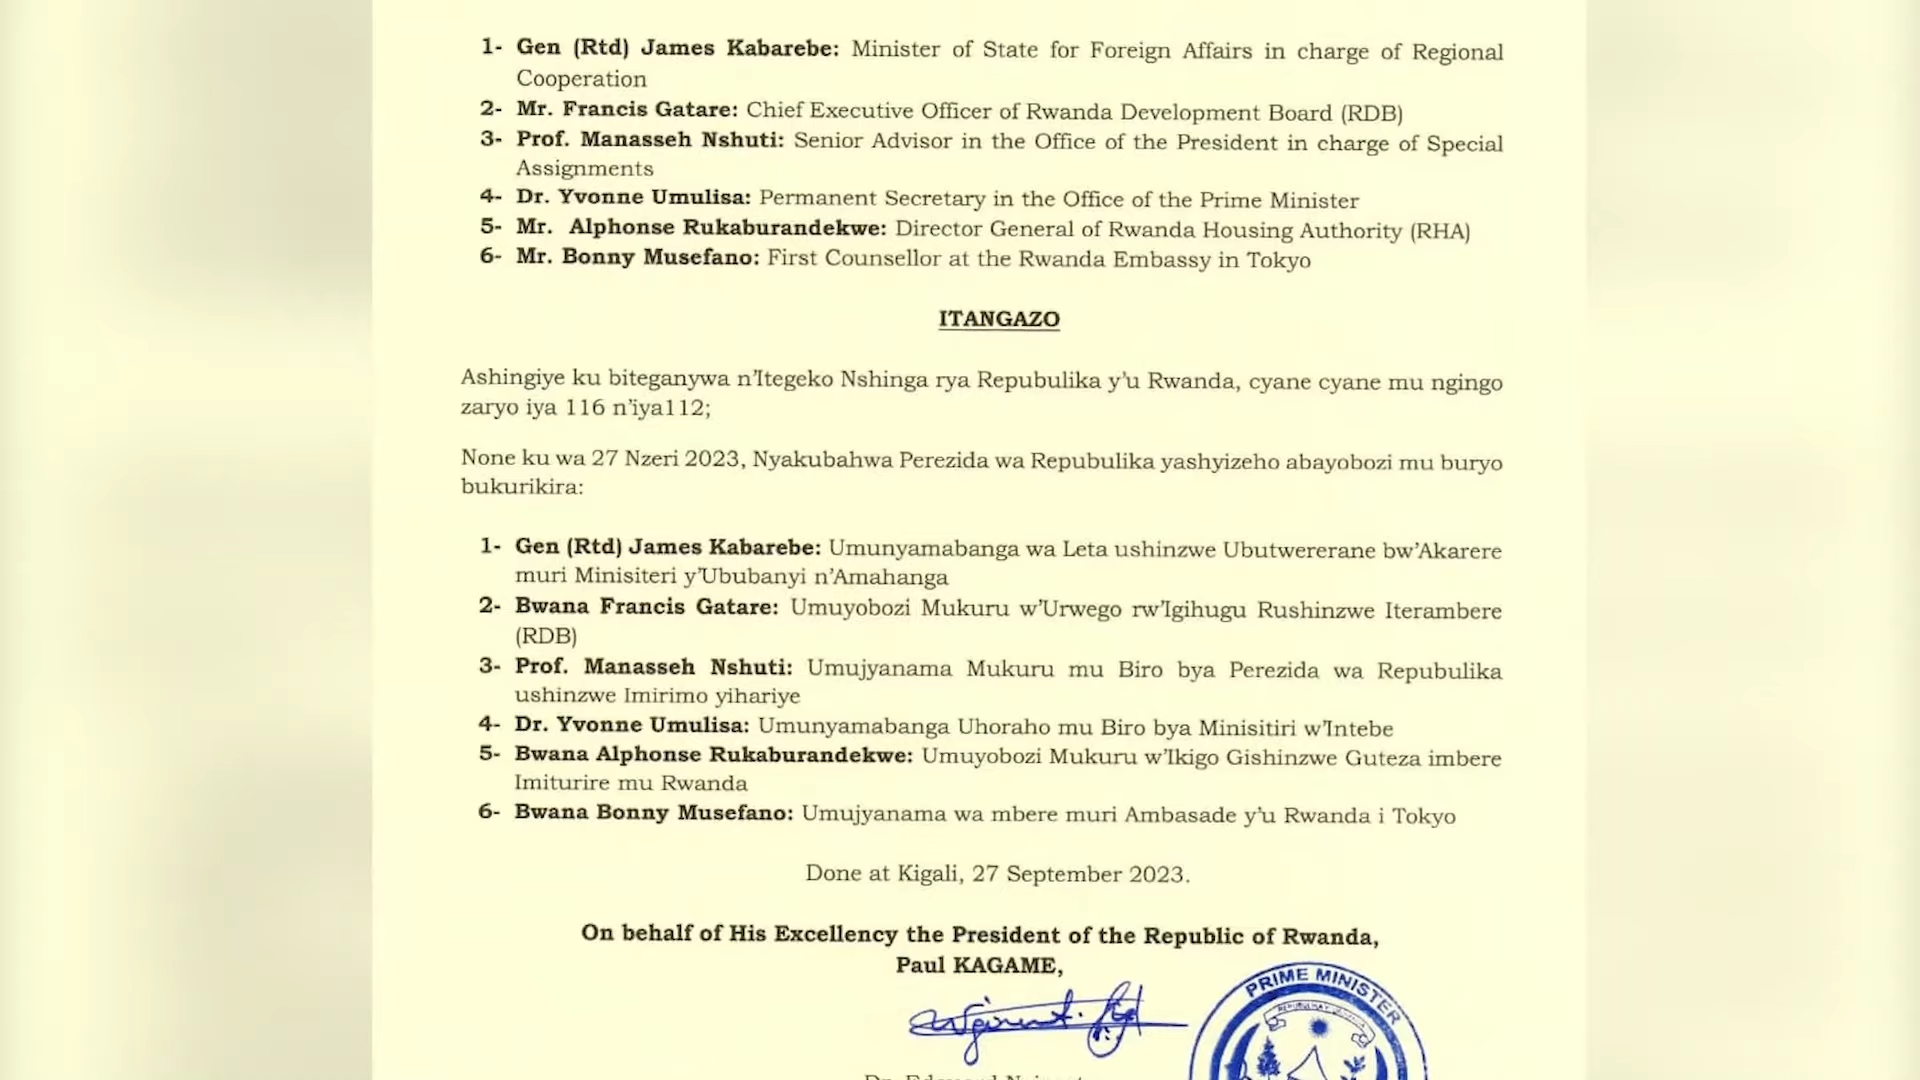 1- Gen (Rtd) James Kabarebe: Minister of State for Foreign Affairs in charge of Regional
Cooperation
2- Mr. Francis Gatare: Chief Executive Officer of Rwanda Development Board (RDB)
3- Prof. Manasseh Nshuti: Senior Advisor in the Office of the President in charge of Special
Assignments
4- Dr. Yvonne Umulisa: Permanent Secretary in the Office of the Prime Minister
5- Mr. Alphonse Rukaburandekwe: Director General of Rwanda Housing Authority (RHA)
6- Mr. Bonny Musefano: First Counsellor at the Rwanda Embassy in Tokyo
ITANGAZO
Ashingiye ku biteganywa n'Itegeko Nshinga rya Repubulika y'u Rwanda, cyane cyane mu ngingo
zaryo iya 116 n'iya112;
None ku wa 27 Nzeri 2023, Nyakubahwa Perezida wa Repubulika yashyizeho abayobozi mu buryo
bukurikira:
1- Gen (Rtd) James Kabarebe: Umunyamabanga wa Leta ushinzwe Ubutwererane bw'Akarere
muri Minisiteri y'Ububanyi n'Amahanga
2- Bwana Francis Gatare: Umuyobozi Mukuru w'Urwego rw'Igihugu Rushinzwe Iterambere
(RDB)
3- Prof. Manasseh Nshuti: Umujyanama Mukuru mu Biro bya Perezida wa Repubulika
ushinzwe Imirimo yihariye
4- Dr. Yvonne Umulisa: Umunyamabanga Uhoraho mu Biro bya Minisitiri w'Intebe
5- Bwana Alphonse Rukaburandekwe: Umuyobozi Mukuru w'Ikigo Gishinzwe Guteza imbere
Imiturire mu Rwanda
6- Bwana Bonny Musefano: Umujyanama wa mbere muri Ambasade y'u Rwanda i Tokyo
Done at Kigali, 27 September 2023.
On behalf of His Excellency the President of the Republic of Rwanda,
Paul KAGAME,
PRIME MINISTER